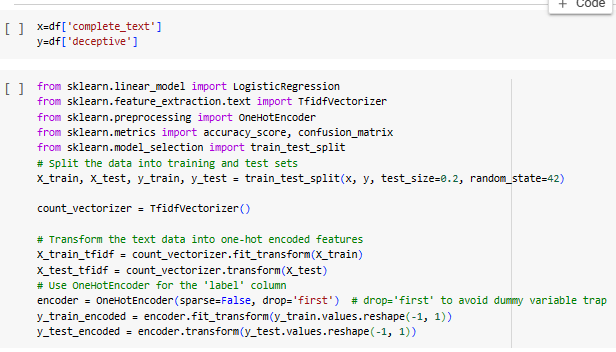 + Code
[ ] x=df['complete_text']
y=df['deceptive']
[ ] from sklearn.linear_model import LogisticRegression
from sklearn.feature_extraction.text import TfidfVectorizer
from sklearn.preprocessing import OneHotEncoder
from sklearn.metrics import accuracy_score, confusion_matrix
from sklearn.model_selection import train_test_split
# Split the data into training and test sets
X_train, X_test, y_train, y_test = train_test_split(x, y, test_size=0.2, random_state=42)
count_vectorizer = TfidfVectorizer()
# Transform the text data into one-hot encoded features
X_train_tfidf = count_vectorizer.fit_transform(X_train)
X_test_tfidf = count_vectorizer.transform(X_test)
# Use OneHotEncoder for the 'label' column
encoder = OneHotEncoder(sparse=False, drop='first')  # drop='first' to avoid dummy variable trap
y_train_encoded = encoder.fit_transform(y_train.values.reshape(-1, 1))
y_test_encoded = encoder.transform(y_test.values.reshape(-1, 1))